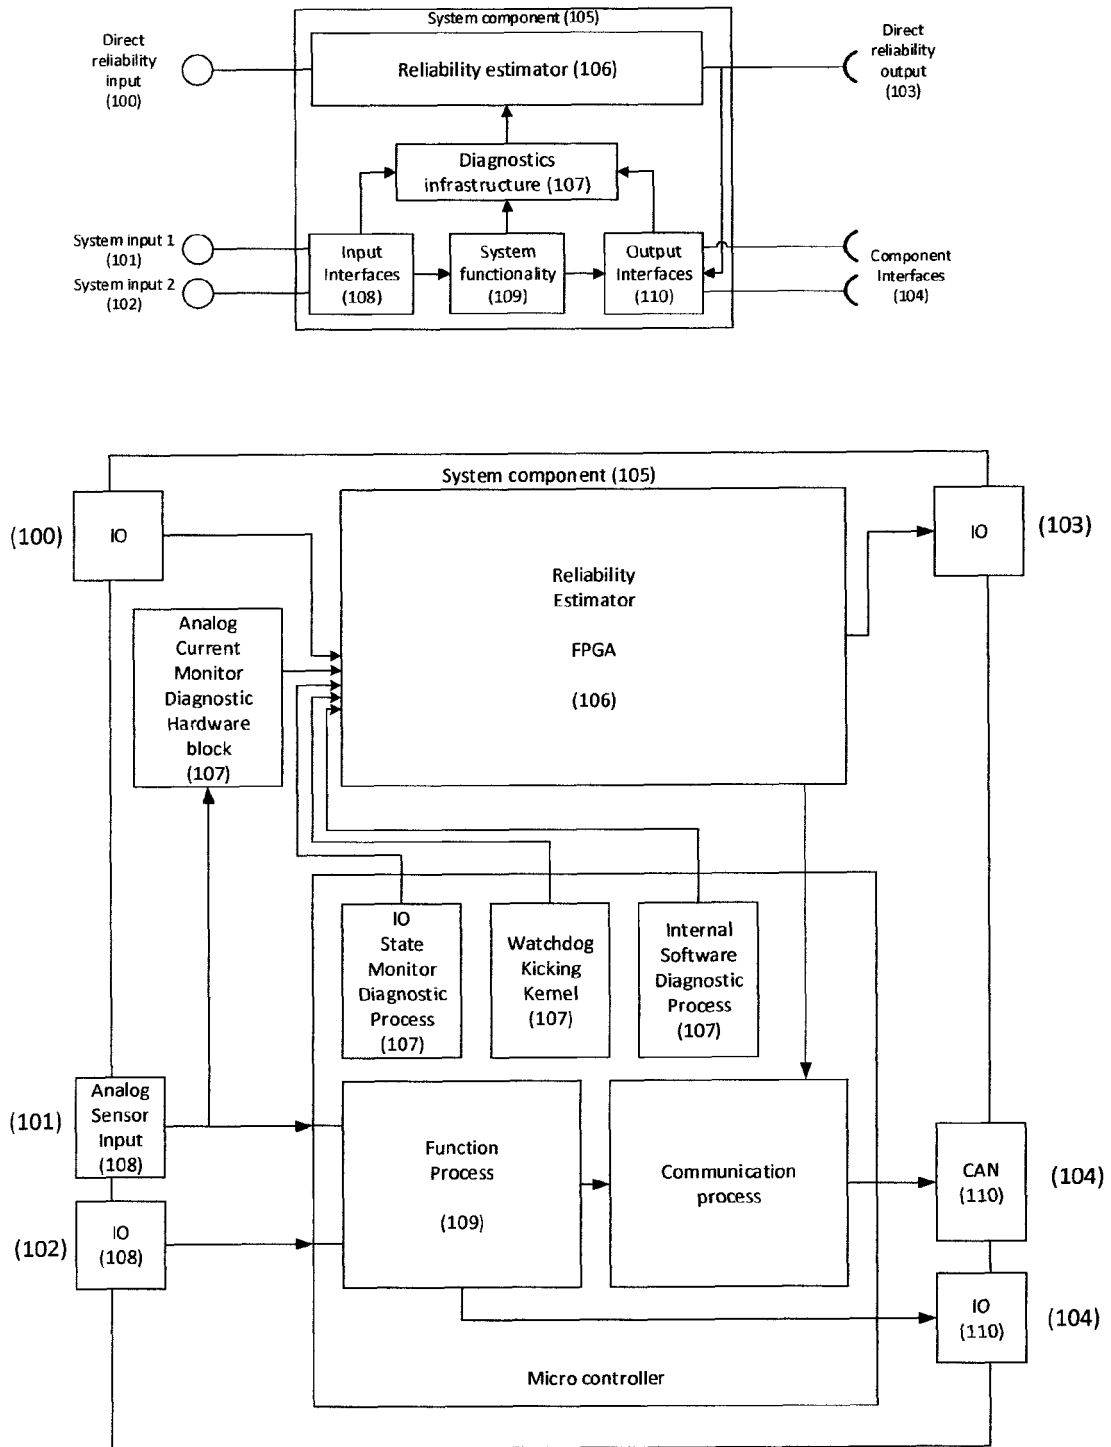 System component (105)
Direct
reliability
input
(100)
Reliability estimator (106)
Direct
reliability
output
(103)
Diagnostics
infrastructure (107)
System input 1
(101)
System input 2
(102)
Input
Interfaces
(108)
System
functionality
(109)
Output
Interfaces
(110)
Component
Interfaces
(104)
System component (105)
(100)
IO
Reliability
Estimator
FPGA
(106)
IO
(103)
Analog
Current
Monitor
Diagnostic
Hardware
block
(107)
IO
State
Monitor
Diagnostic
Process
(107)
Watchdog
Kicking
Kernel
(107)
Internal
Software
Diagnostic
Process
(107)
(101)
Analog
Sensor
Input
(108)
Function
Process
(109)
Communication
process
CAN
(110)
(104)
(102)
IO
(108)
IO
(110)
(104)
Micro controller